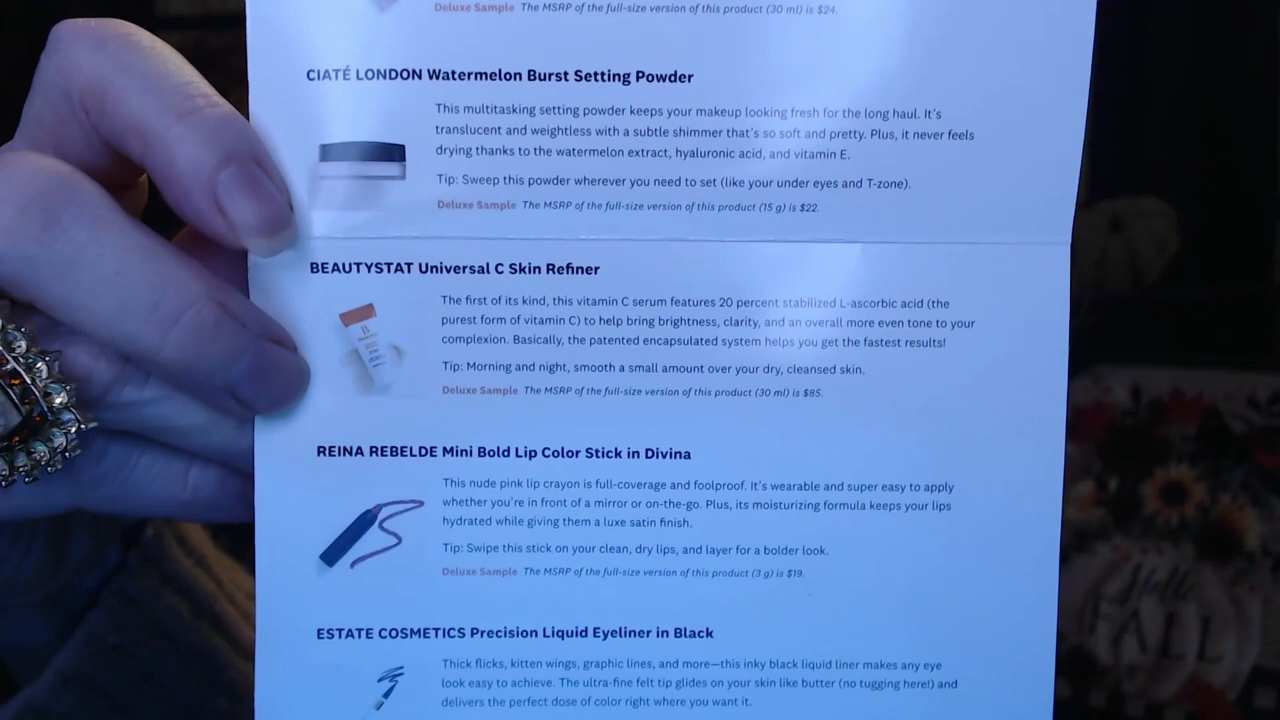 Deluxe Sample The MSRP of the full-size version of this product (30 ml) is $24.
CIATÉ LONDON Watermelon Burst Setting Powder
This multitasking setting powder keeps your makeup looking fresh for the long haul. It's
translucent and weightless with a subtle shimmer that's so soft and pretty. Plus, it never feels
drying thanks to the watermelon extract, hyaluronic acid, and vitamin E.
Tip: Sweep this powder wherever you need to set (like your under eyes and T-zone).
Deluxe Sample The MSRP of the full-size version of this product (15 g) is $22.
BEAUTYSTAT Universal C Skin Refiner
The first of its kind, this vitamin C serum features 20 percent stabilized L-ascorbic acid (the
purest form of vitamin C) to help bring brightness, clarity, and an overall more even tone to your
complexion. Basically, the patented encapsulated system helps you get the fastest results!
Tip: Morning and night, smooth a small amount over your dry, cleansed skin.
Deluxe Sample The MSRP of the full-size version of this product (30 ml) is $85.
REINA REBELDE Mini Bold Lip Color Stick in Divina
This nude pink lip crayon is full-coverage and foolproof. It's wearable and super easy to apply
whether you're in front of a mirror or on-the-go. Plus, its moisturizing formula keeps your lips
hydrated while giving them a luxe satin finish.
Tip: Swipe this stick on your clean, dry lips, and layer for a bolder look.
Deluxe Sample The MSRP of the full-size version of this product (3 g) is $19.
ESTATE COSMETICS Precision Liquid Eyeliner in Black
Thick flicks, kitten wings, graphic lines, and more—this inky black liquid liner makes any eye
look easy to achieve. The ultra-fine felt tip glides on your skin like butter (no tugging here!) and
delivers the perfect dose of color right where you want it.
Hello
FALL